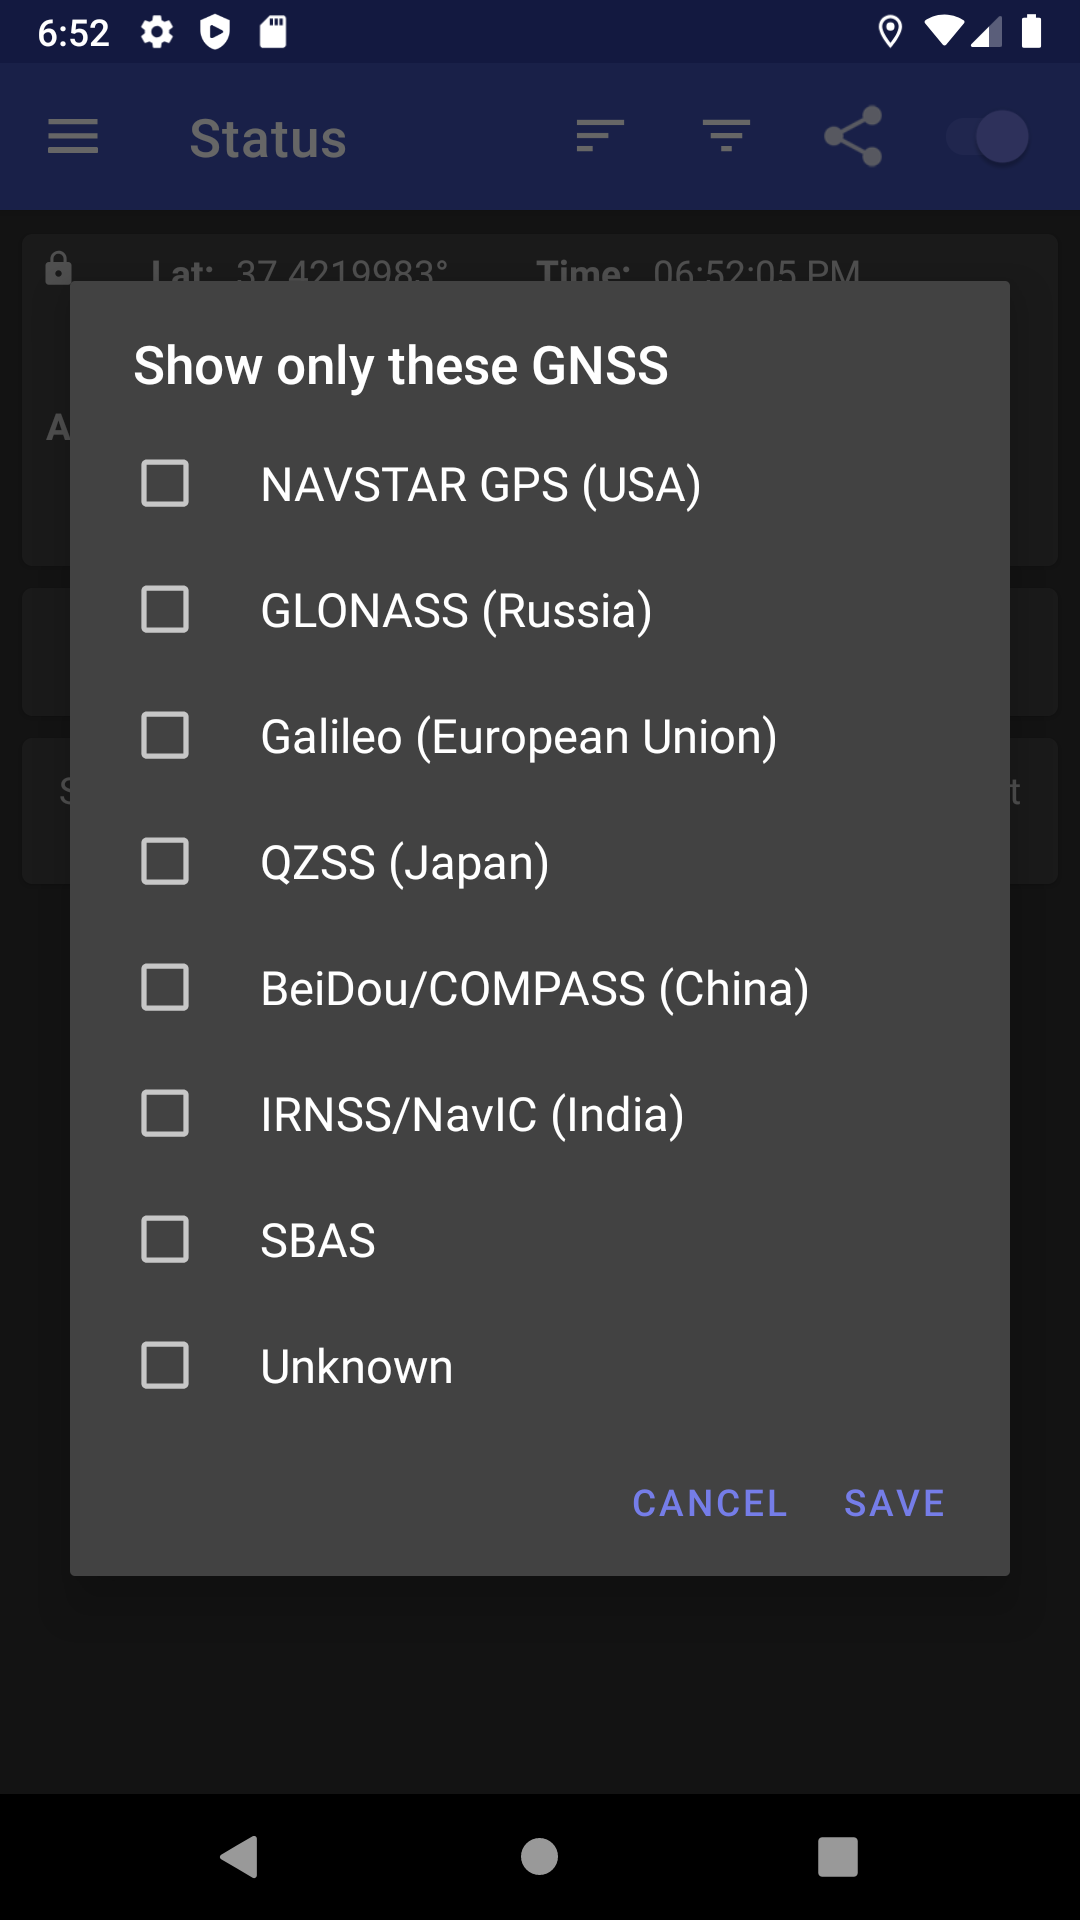 6:52
Status
Lat: 37.4219983° Time: 06:52:05 PM
Show only these GNSS
NAVSTAR GPS (USA)
GLONASS (Russia)
Galileo (European Union)
QZSS (Japan)
BeiDou/COMPASS (China)
IRNSS/NavIC (India)
SBAS
Unknown
CANCEL SAVE